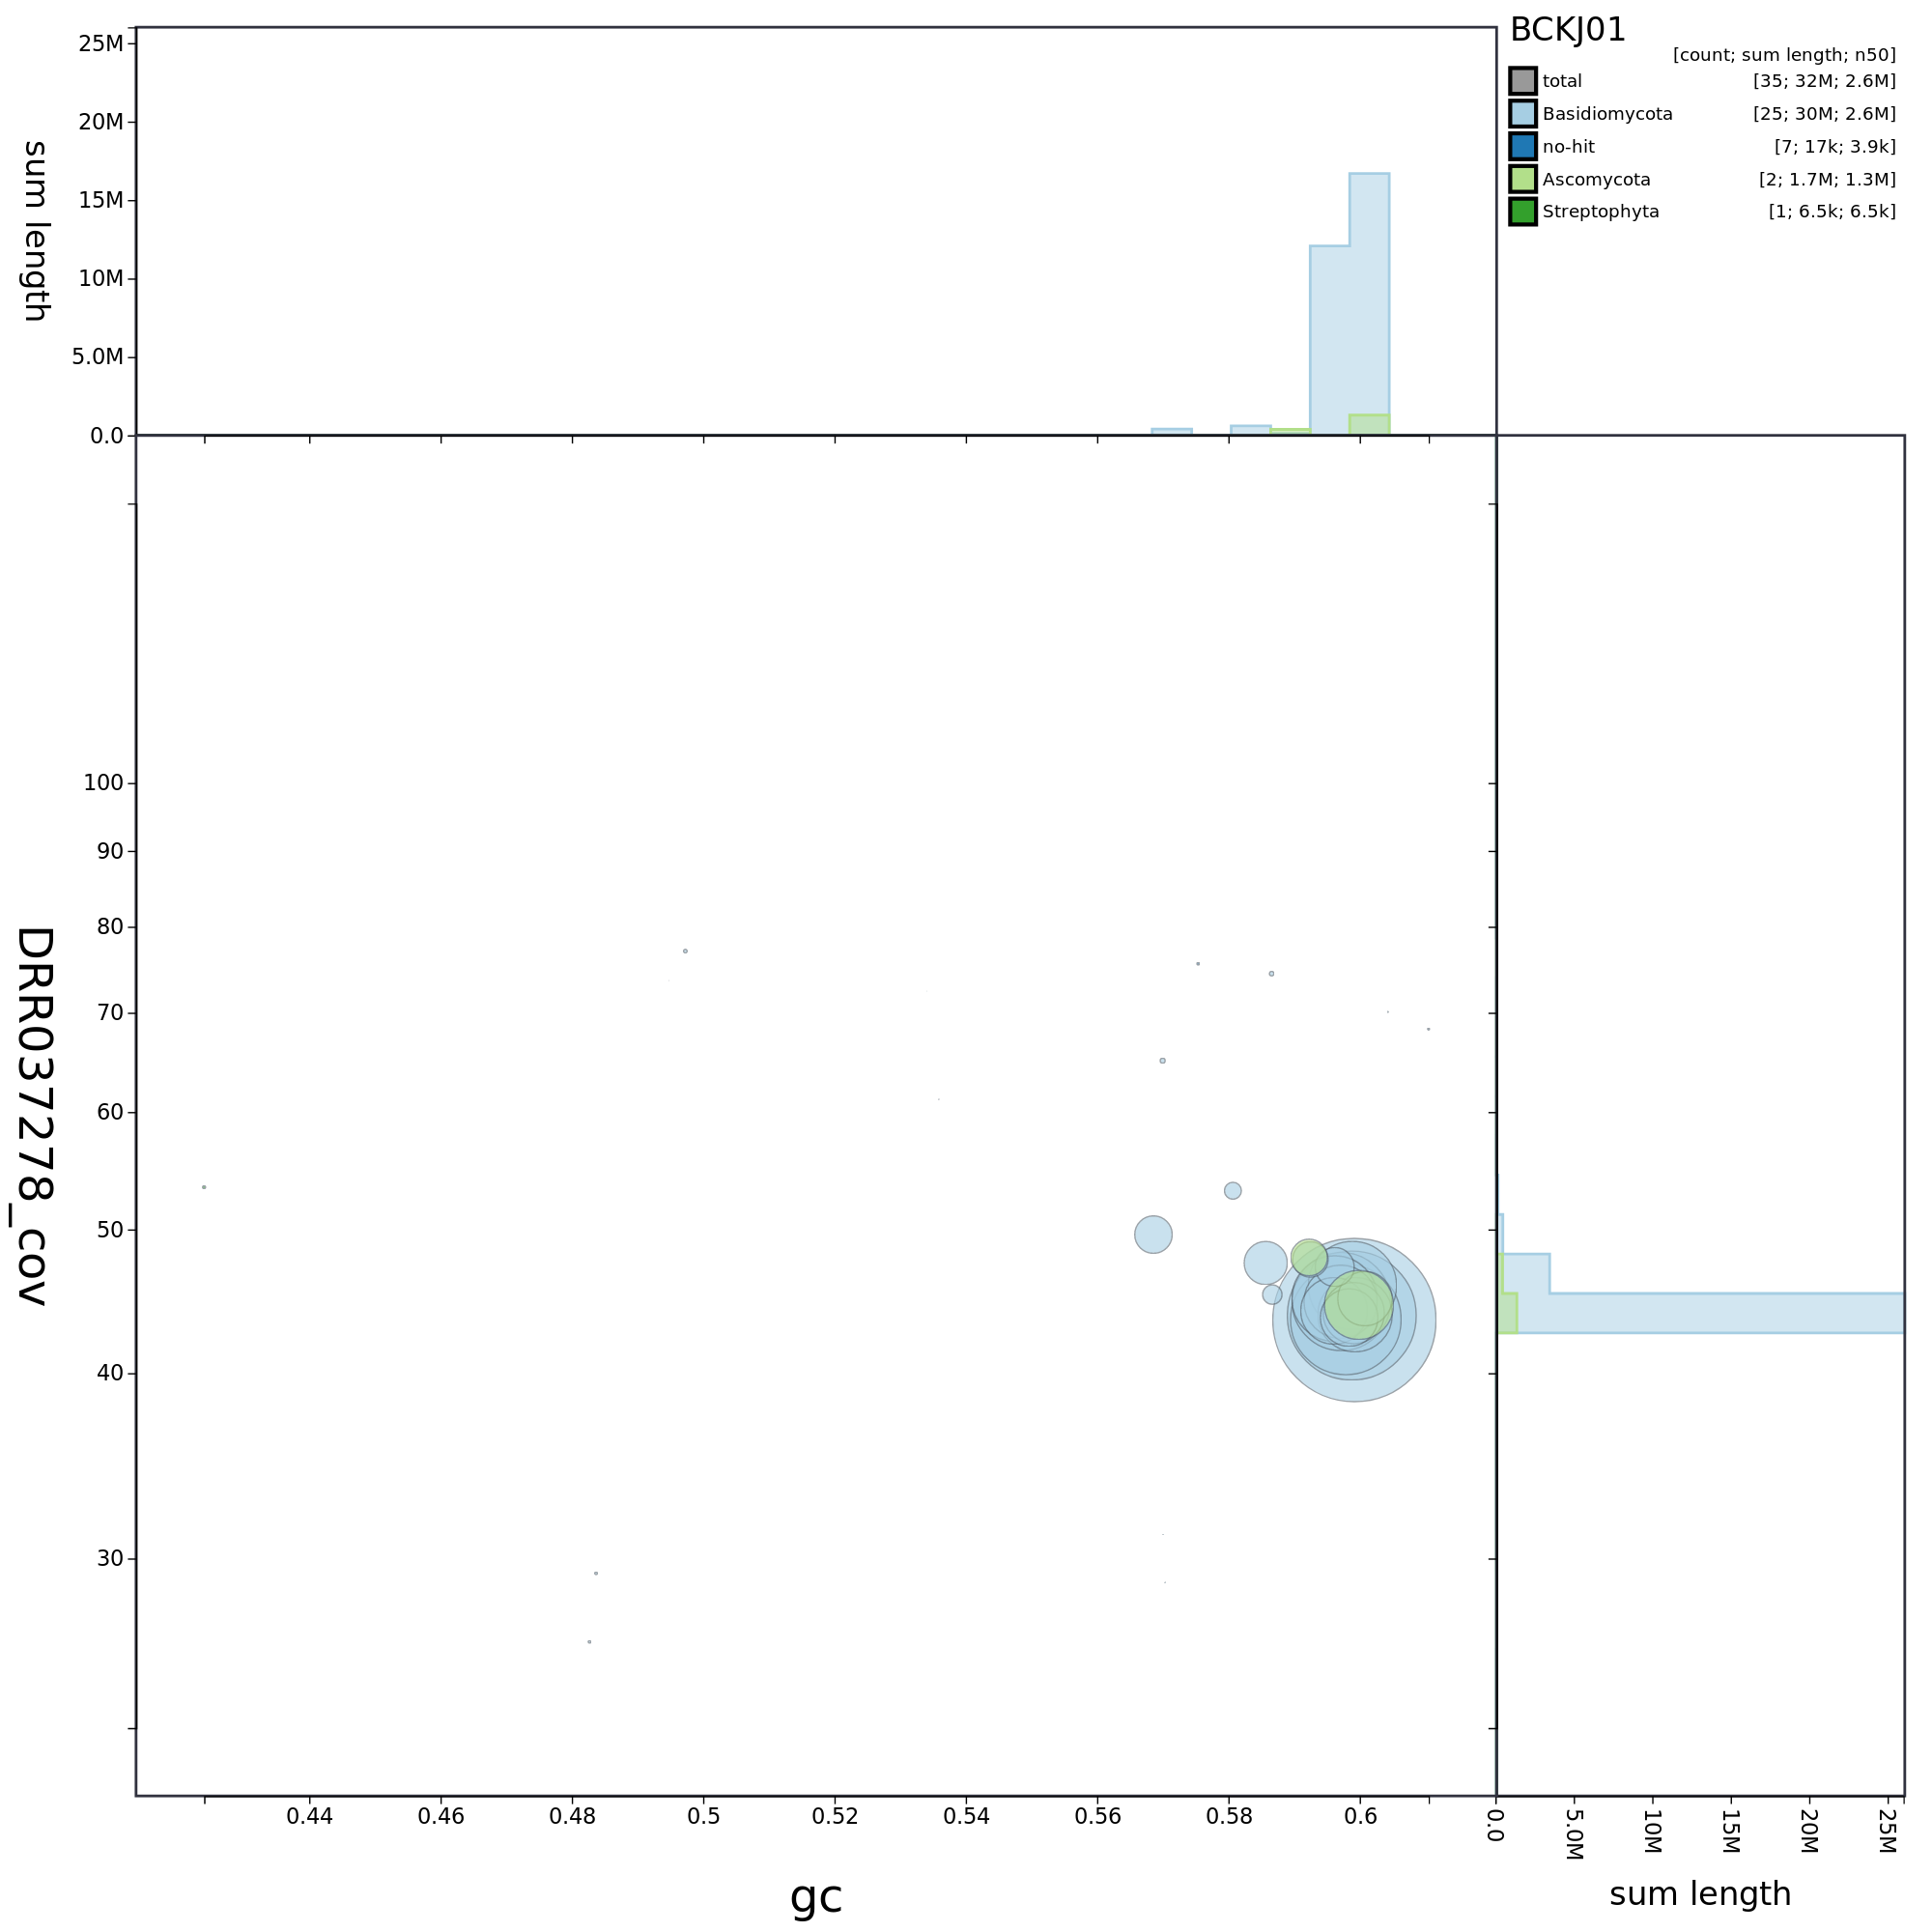 BCKJ01
[count; sum length; n50]
total [35; 32M; 2.6M]
Basidiomycota [25; 30M; 2.6M]
no-hit [7; 17k; 3.9k]
Ascomycota [2; 1.7M; 1.3M]
Streptophyta [1; 6.5k; 6.5k]
sum length
25M
20M
15M
10M
5.0M
0.0
DRR037278_cov
100
90
80
70
60
50
40
30
0.44 0.46 0.48 0.5 0.52 0.54 0.56 0.58 0.6
gc
0.0 5.0M 10M 15M 20M 25M
sum length